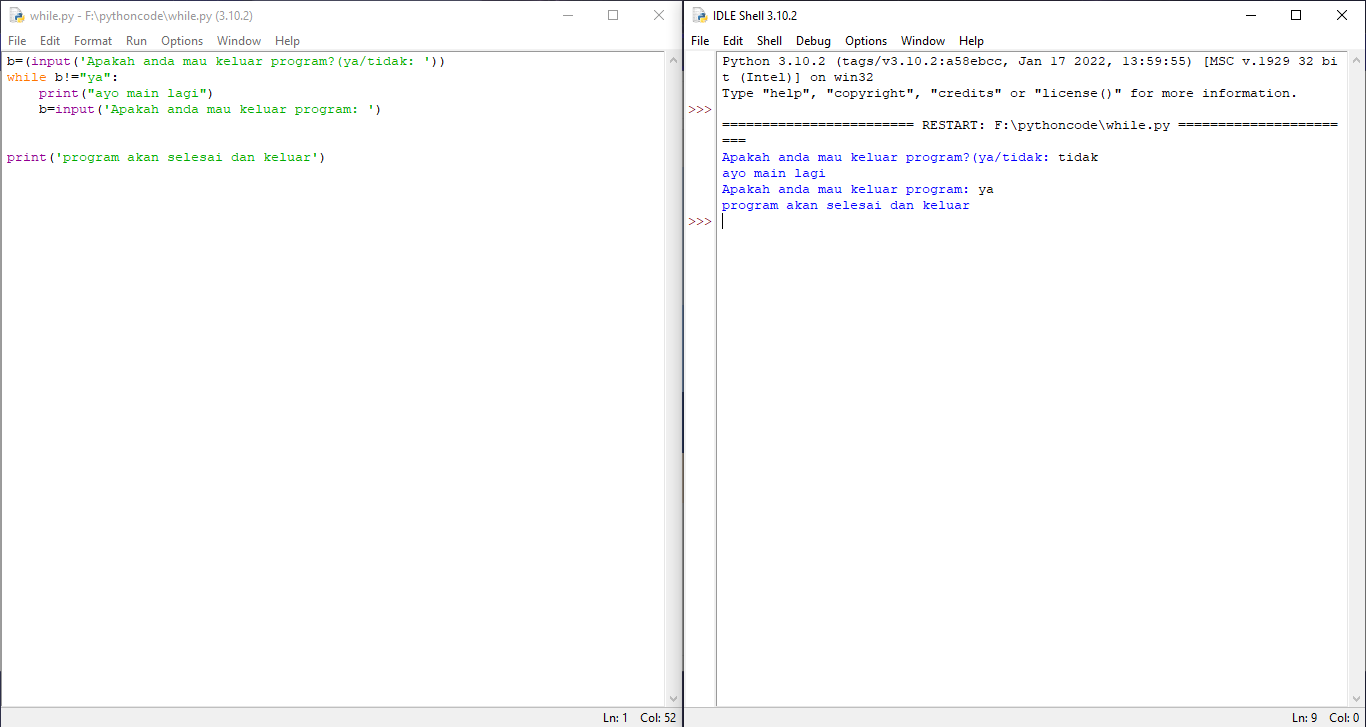 while.py - F:\pythoncode\while.py (3.10.2)
File Edit Format Run Options Window Help
b=(input('Apakah anda mau keluar program?(ya/tidak: '))
while b!="ya":
    print("ayo main lagi")
    b=input('Apakah anda mau keluar program: ')
print('program akan selesai dan keluar')
Ln: 1 Col: 52
IDLE Shell 3.10.2
File Edit Shell Debug Options Window Help
Python 3.10.2 (tags/v3.10.2:a58ebcc, Jan 17 2022, 13:59:55) [MSC v.1929 32 bi
t (Intel)] on win32
Type "help", "copyright", "credits" or "license()" for more information.
>>>
======================== RESTART: F:\pythoncode\while.py ====================
===
Apakah anda mau keluar program?(ya/tidak: tidak
ayo main lagi
Apakah anda mau keluar program: ya
program akan selesai dan keluar
>>>
Ln: 9 Col: 0